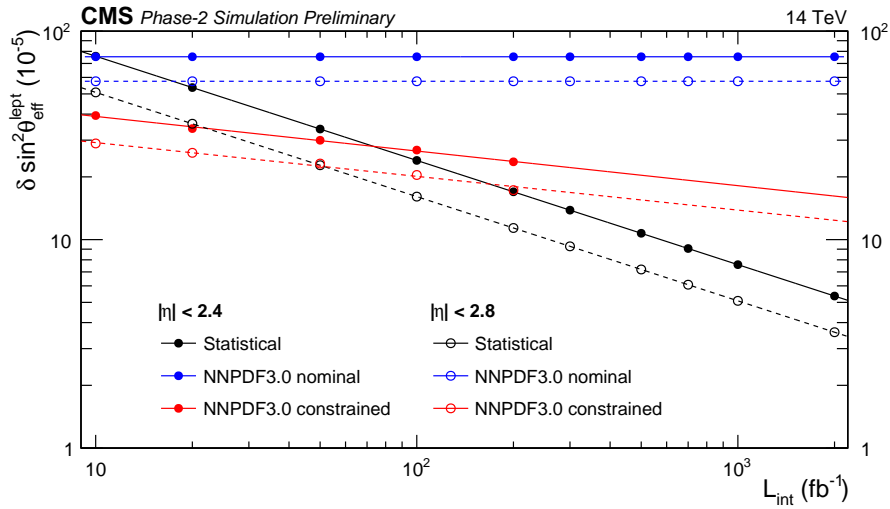 CMS Phase-2 Simulation Preliminary 14 TeV
10² 10²
δ sin²θ_eff^lept (10⁻⁵)
10 10
|η| < 2.4 |η| < 2.8
Statistical Statistical
NNPDF3.0 nominal NNPDF3.0 nominal
NNPDF3.0 constrained NNPDF3.0 constrained
1 1
10 10² 10³
L_int (fb⁻¹)